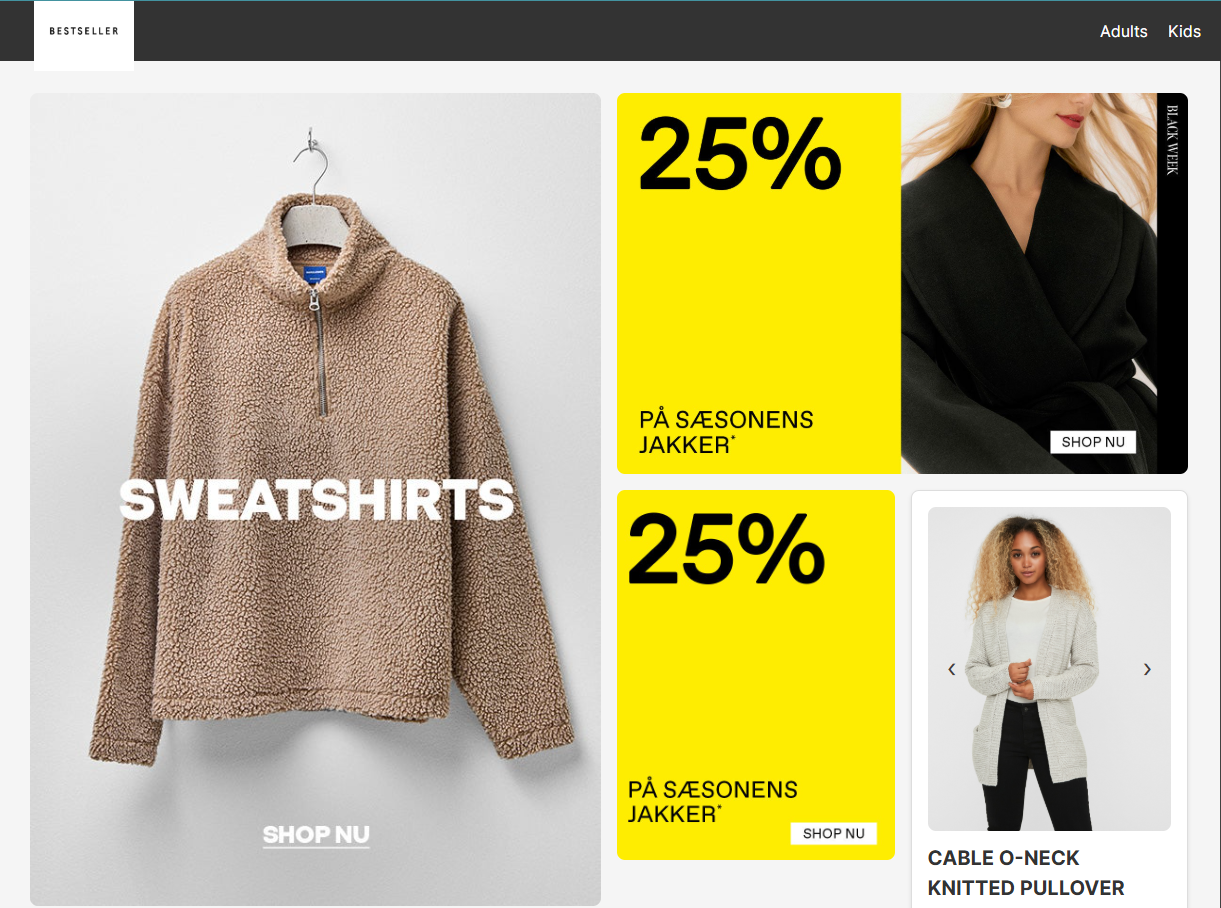 BESTSELLER
Adults
Kids
SWEATSHIRTS
SHOP NU
25%
PÅ SÆSONENS
JAKKER*
BLACK WEEK
SHOP NU
25%
PÅ SÆSONENS
JAKKER*
SHOP NU
‹
›
CABLE O-NECK
KNITTED PULLOVER